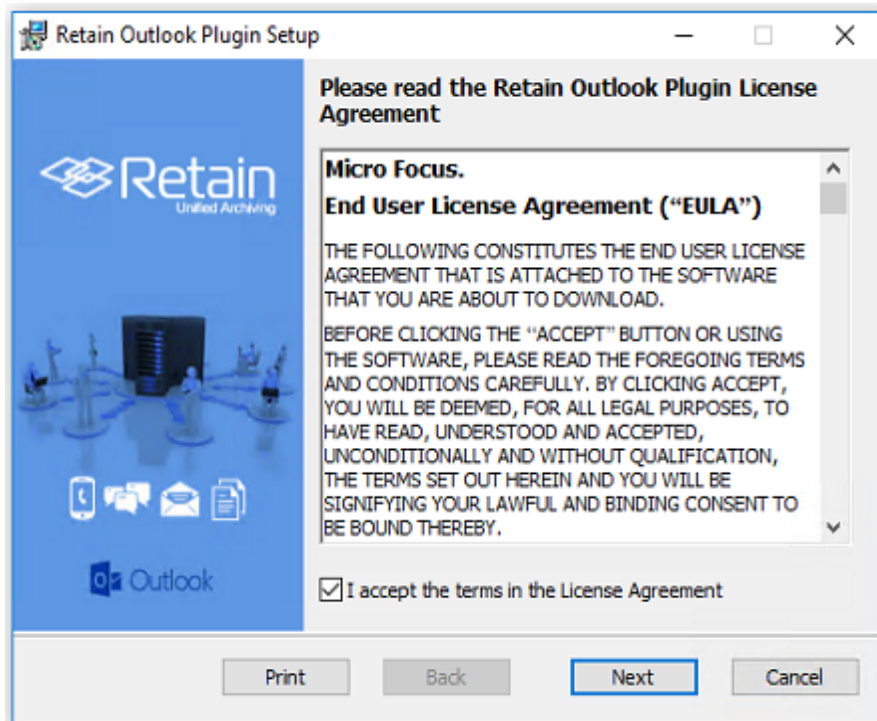 Retain Outlook Plugin Setup
Please read the Retain Outlook Plugin License
Agreement
Retain
Unified Archiving
Micro Focus.
End User License Agreement (“EULA”)
THE FOLLOWING CONSTITUTES THE END USER LICENSE
AGREEMENT THAT IS ATTACHED TO THE SOFTWARE
THAT YOU ARE ABOUT TO DOWNLOAD.
BEFORE CLICKING THE “ACCEPT” BUTTON OR USING
THE SOFTWARE, PLEASE READ THE FOREGOING TERMS
AND CONDITIONS CAREFULLY. BY CLICKING ACCEPT,
YOU WILL BE DEEMED, FOR ALL LEGAL PURPOSES, TO
HAVE READ, UNDERSTOOD AND ACCEPTED,
UNCONDITIONALLY AND WITHOUT QUALIFICATION,
THE TERMS SET OUT HEREIN AND YOU WILL BE
SIGNIFYING YOUR LAWFUL AND BINDING CONSENT TO
BE BOUND THEREBY.
Outlook
I accept the terms in the License Agreement
Print
Back
Next
Cancel